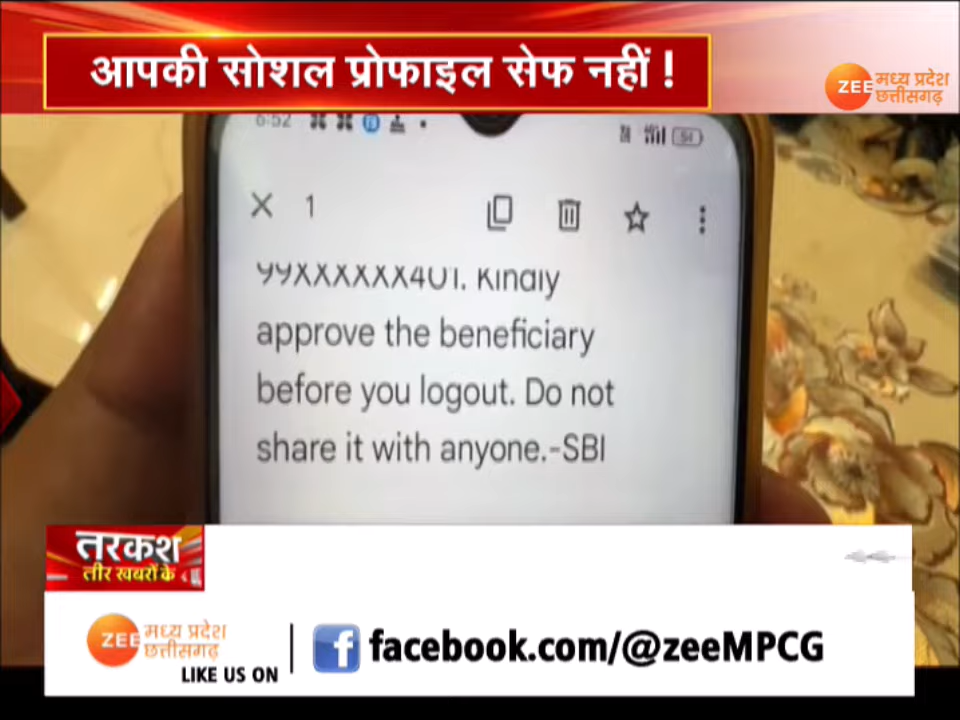 आपकी सोशल प्रोफाइल सेफ नहीं !
ZEE मध्य प्रदेश
छत्तीसगढ़
6:52
54
1
99XXXXXX401. Kindly
approve the beneficiary
before you logout. Do not
share it with anyone.-SBI
तरकश
तीर खबरों के
ZEE मध्य प्रदेश
छत्तीसगढ़
LIKE US ON
f facebook.com/@zeeMPCG